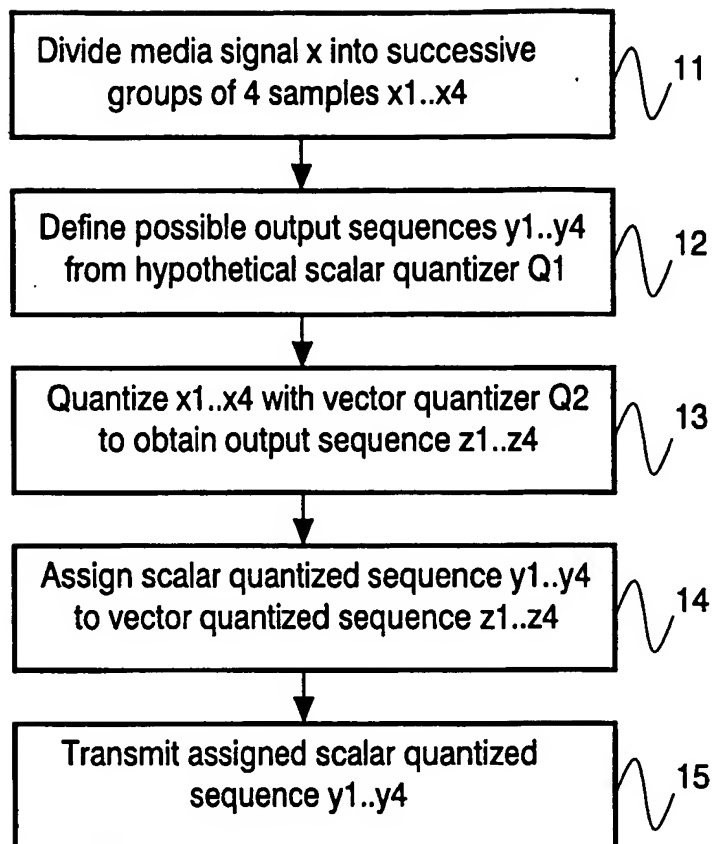 Divide media signal x into successive
groups of 4 samples x1..x4
11
Define possible output sequences y1..y4
from hypothetical scalar quantizer Q1
12
Quantize x1..x4 with vector quantizer Q2
to obtain output sequence z1..z4
13
Assign scalar quantized sequence y1..y4
to vector quantized sequence z1..z4
14
Transmit assigned scalar quantized
sequence y1..y4
15